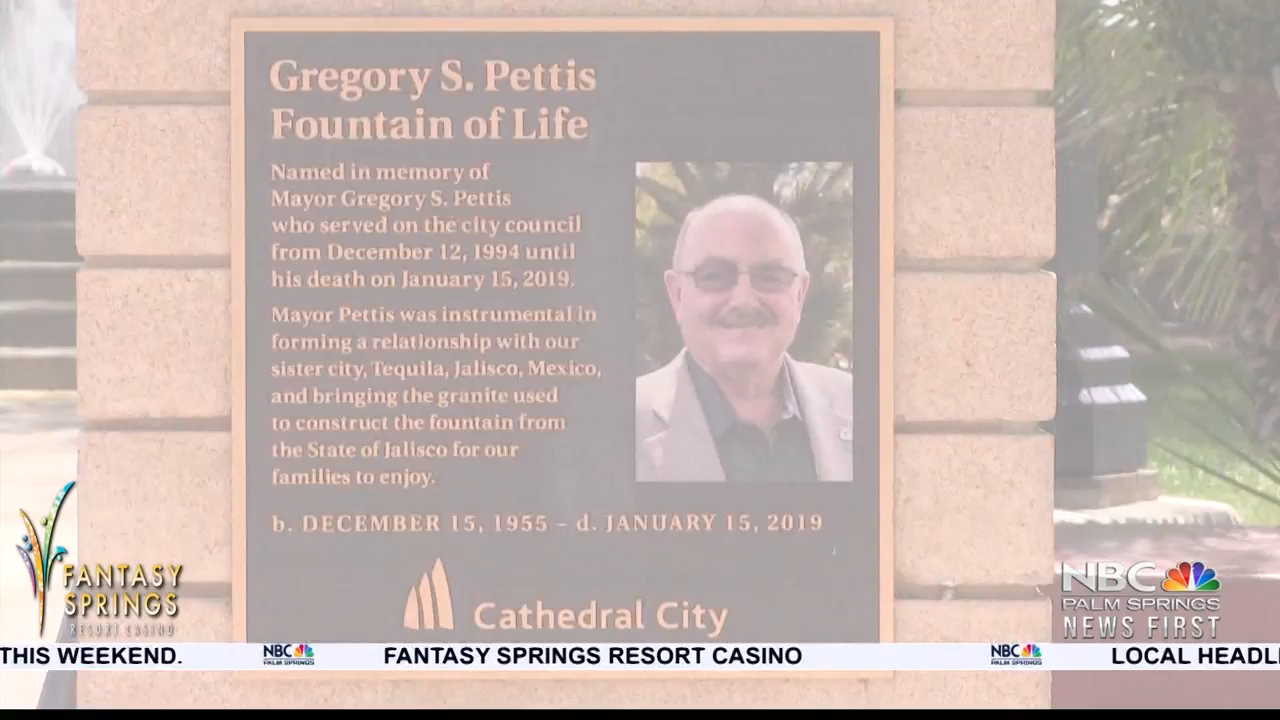 Gregory S. Pettis
Fountain of Life
Named in memory of
Mayor Gregory S. Pettis
who served on the city council
from December 12, 1994 until
his death on January 15, 2019.
Mayor Pettis was instrumental in
forming a relationship with our
sister city, Tequila, Jalisco, Mexico,
and bringing the granite used
to construct the fountain from
the State of Jalisco for our
families to enjoy.
b. DECEMBER 15, 1955 – d. JANUARY 15, 2019
Cathedral City
FANTASY
SPRINGS
RESORT CASINO
NBC
PALM SPRINGS
NEWS FIRST
THIS WEEKEND. NBC PALM SPRINGS FANTASY SPRINGS RESORT CASINO NBC PALM SPRINGS LOCAL HEADLI